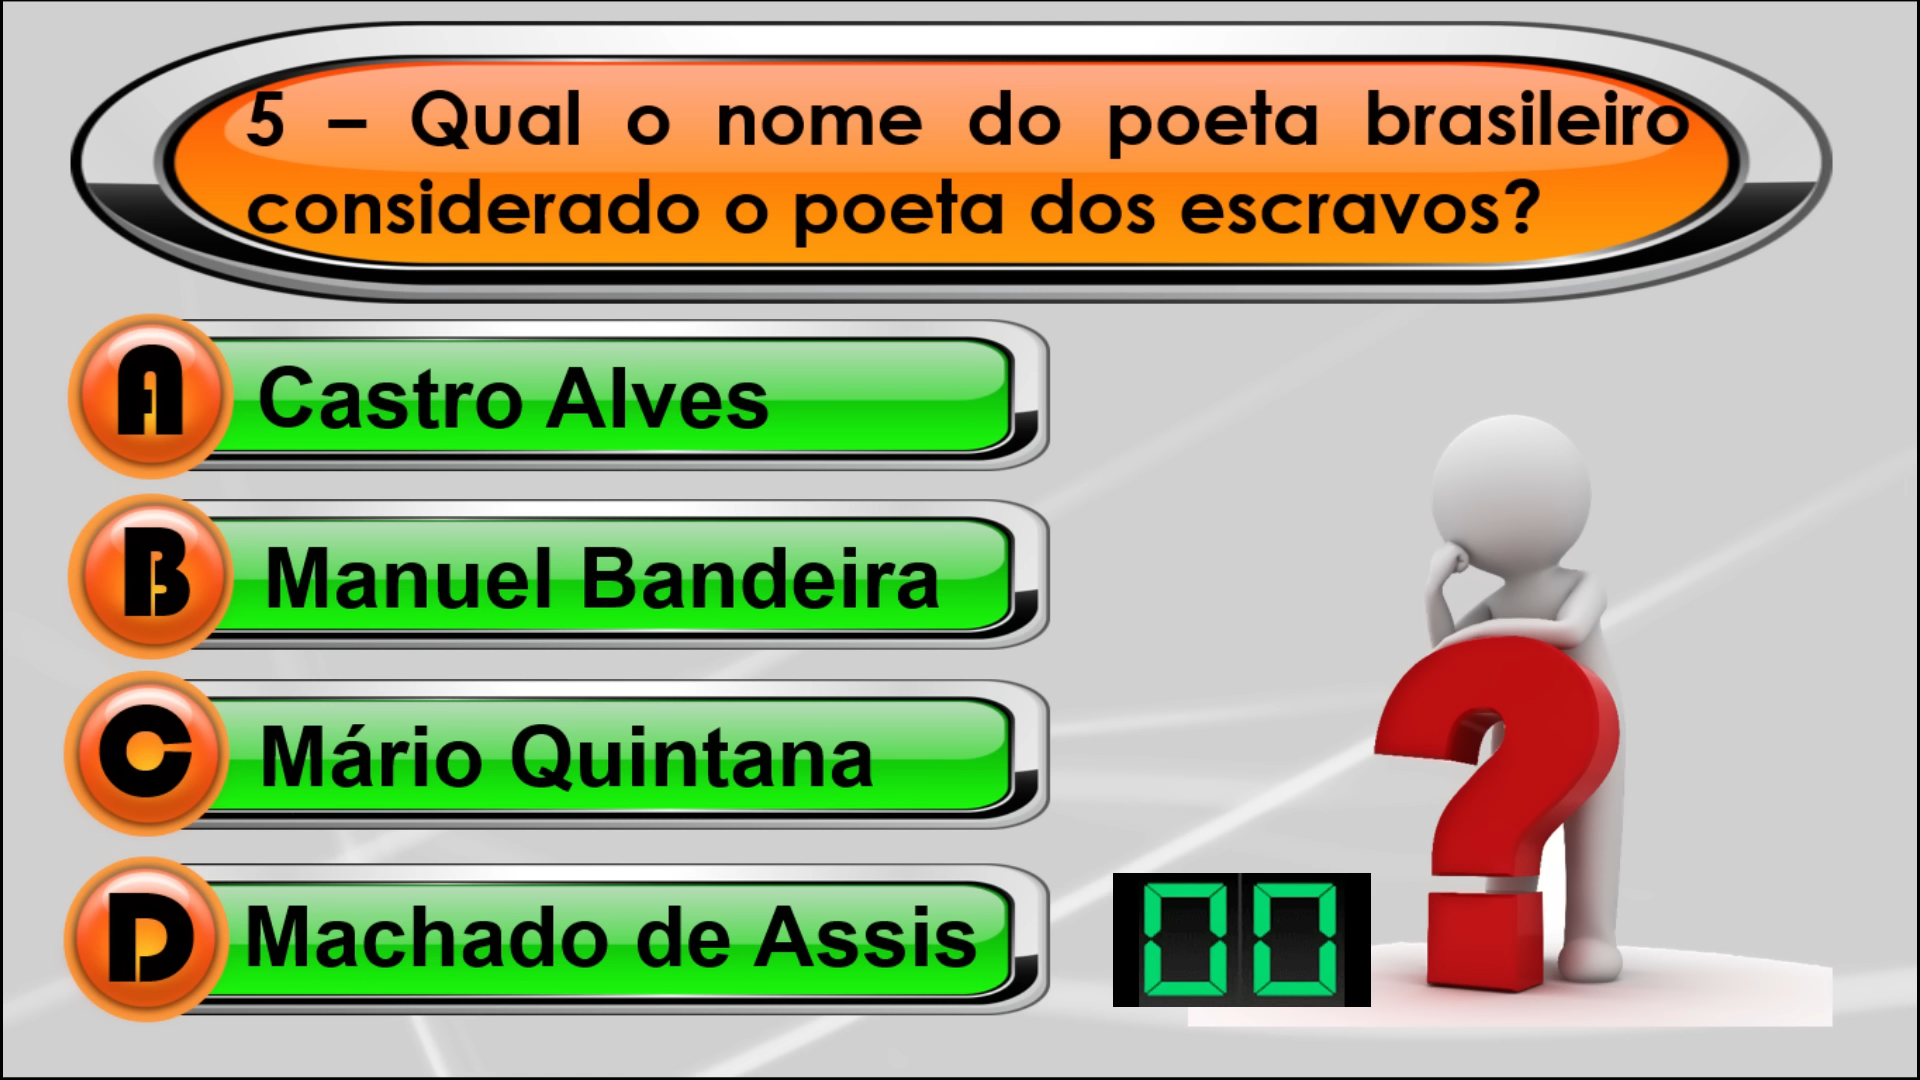 5 – Qual o nome do poeta brasileiro
considerado o poeta dos escravos?
A Castro Alves
B Manuel Bandeira
C Mário Quintana
D Machado de Assis
00